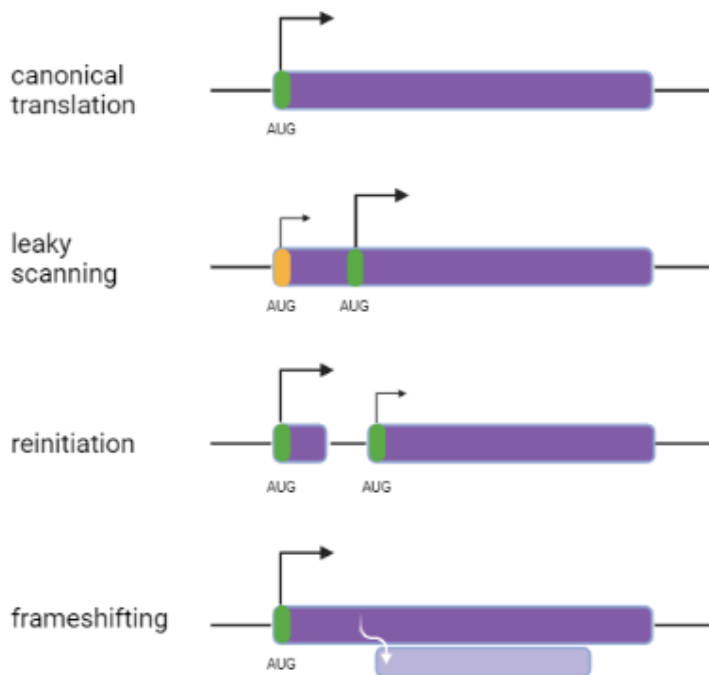 canonical
translation
AUG
leaky
scanning
AUG AUG
reinitiation
AUG AUG
frameshifting
AUG